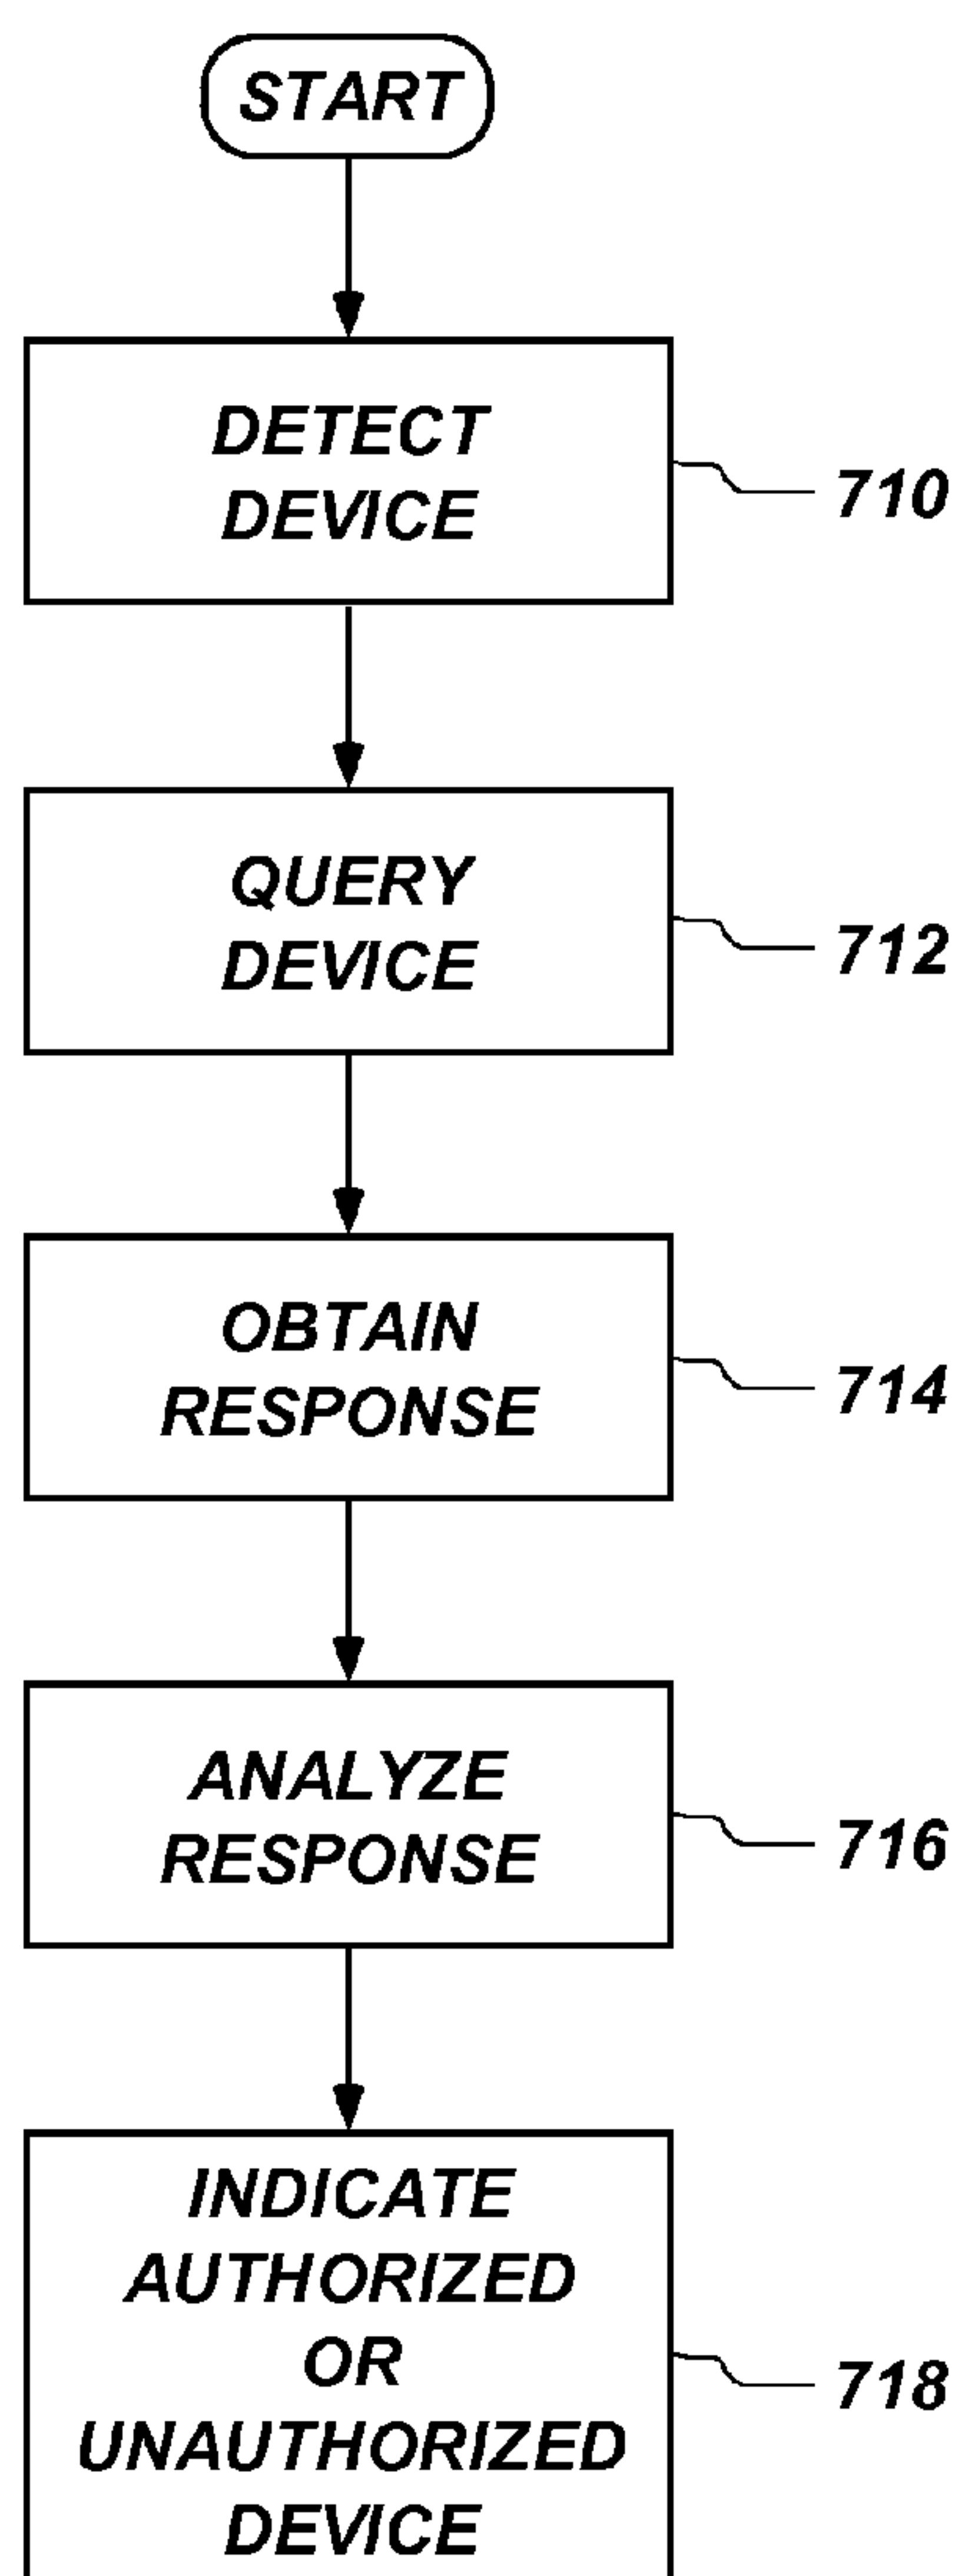 START
DETECT
DEVICE
710
QUERY
DEVICE
712
OBTAIN
RESPONSE
714
ANALYZE
RESPONSE
716
INDICATE
AUTHORIZED
OR
UNAUTHORIZED
DEVICE
718